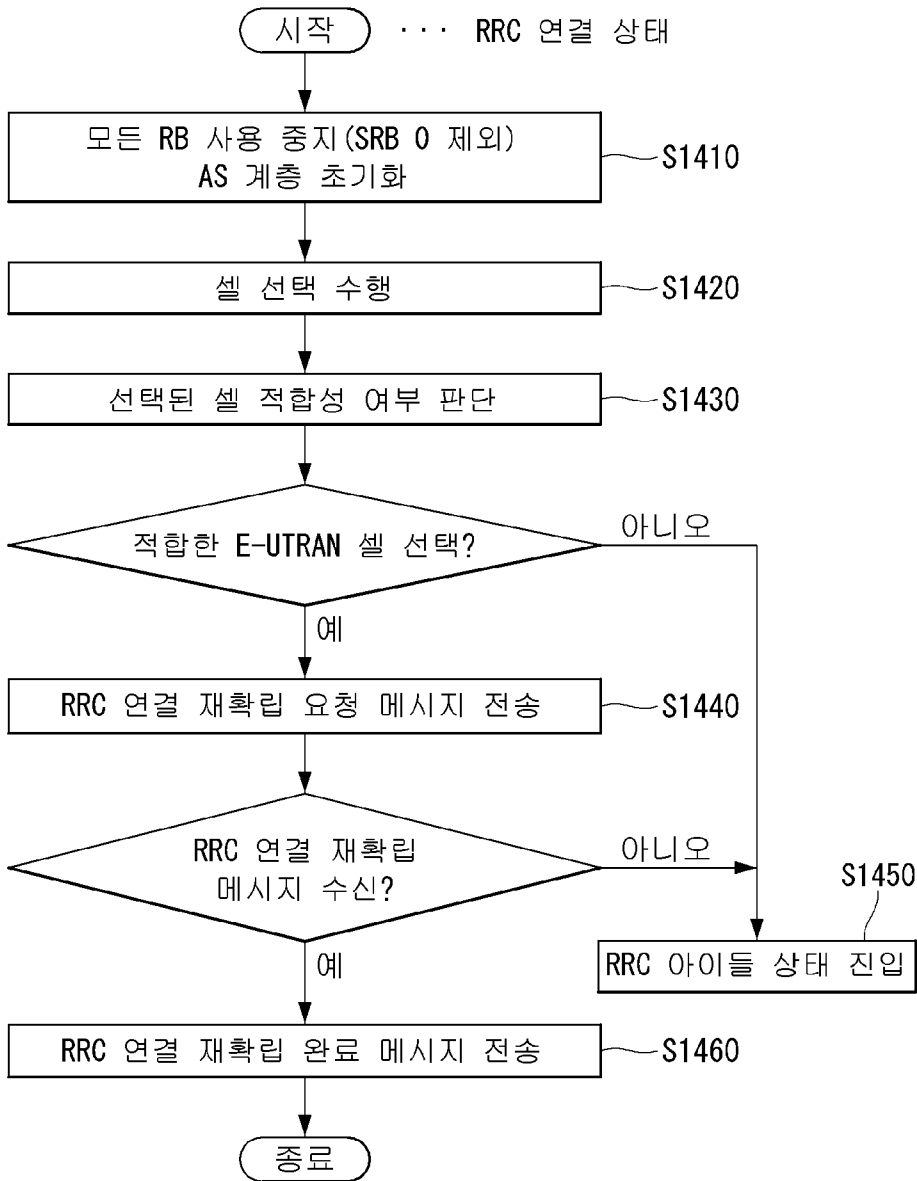 시작 ··· RRC 연결 상태
모든 RB 사용 중지(SRB 0 제외)
AS 계층 초기화
S1410
셀 선택 수행
S1420
선택된 셀 적합성 여부 판단
S1430
적합한 E-UTRAN 셀 선택?
아니오
예
RRC 연결 재확립 요청 메시지 전송
S1440
RRC 연결 재확립
메시지 수신?
아니오
예
S1450
RRC 아이들 상태 진입
RRC 연결 재확립 완료 메시지 전송
S1460
종료